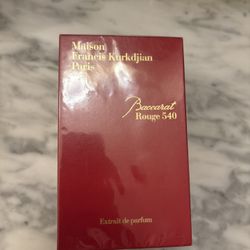 Maison
Francis Kurkdjian
Paris
Baccarat
Rouge 540
Extrait de parfum